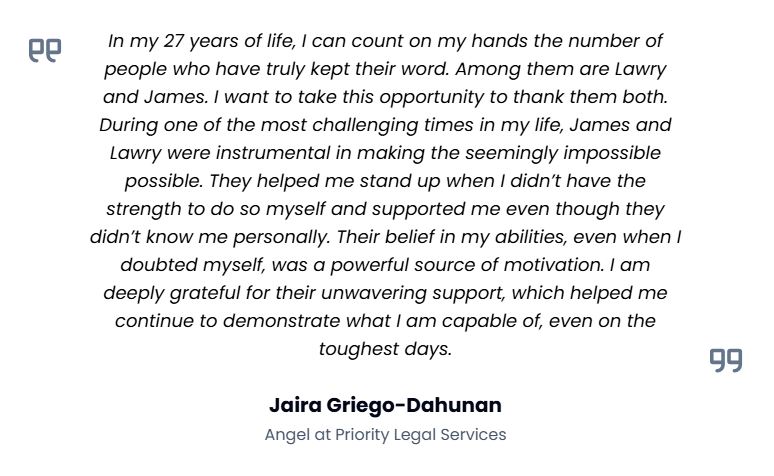 In my 27 years of life, I can count on my hands the number of
people who have truly kept their word. Among them are Lawry
and James. I want to take this opportunity to thank them both.
During one of the most challenging times in my life, James and
Lawry were instrumental in making the seemingly impossible
possible. They helped me stand up when I didn’t have the
strength to do so myself and supported me even though they
didn’t know me personally. Their belief in my abilities, even when I
doubted myself, was a powerful source of motivation. I am
deeply grateful for their unwavering support, which helped me
continue to demonstrate what I am capable of, even on the
toughest days.
Jaira Griego-Dahunan
Angel at Priority Legal Services